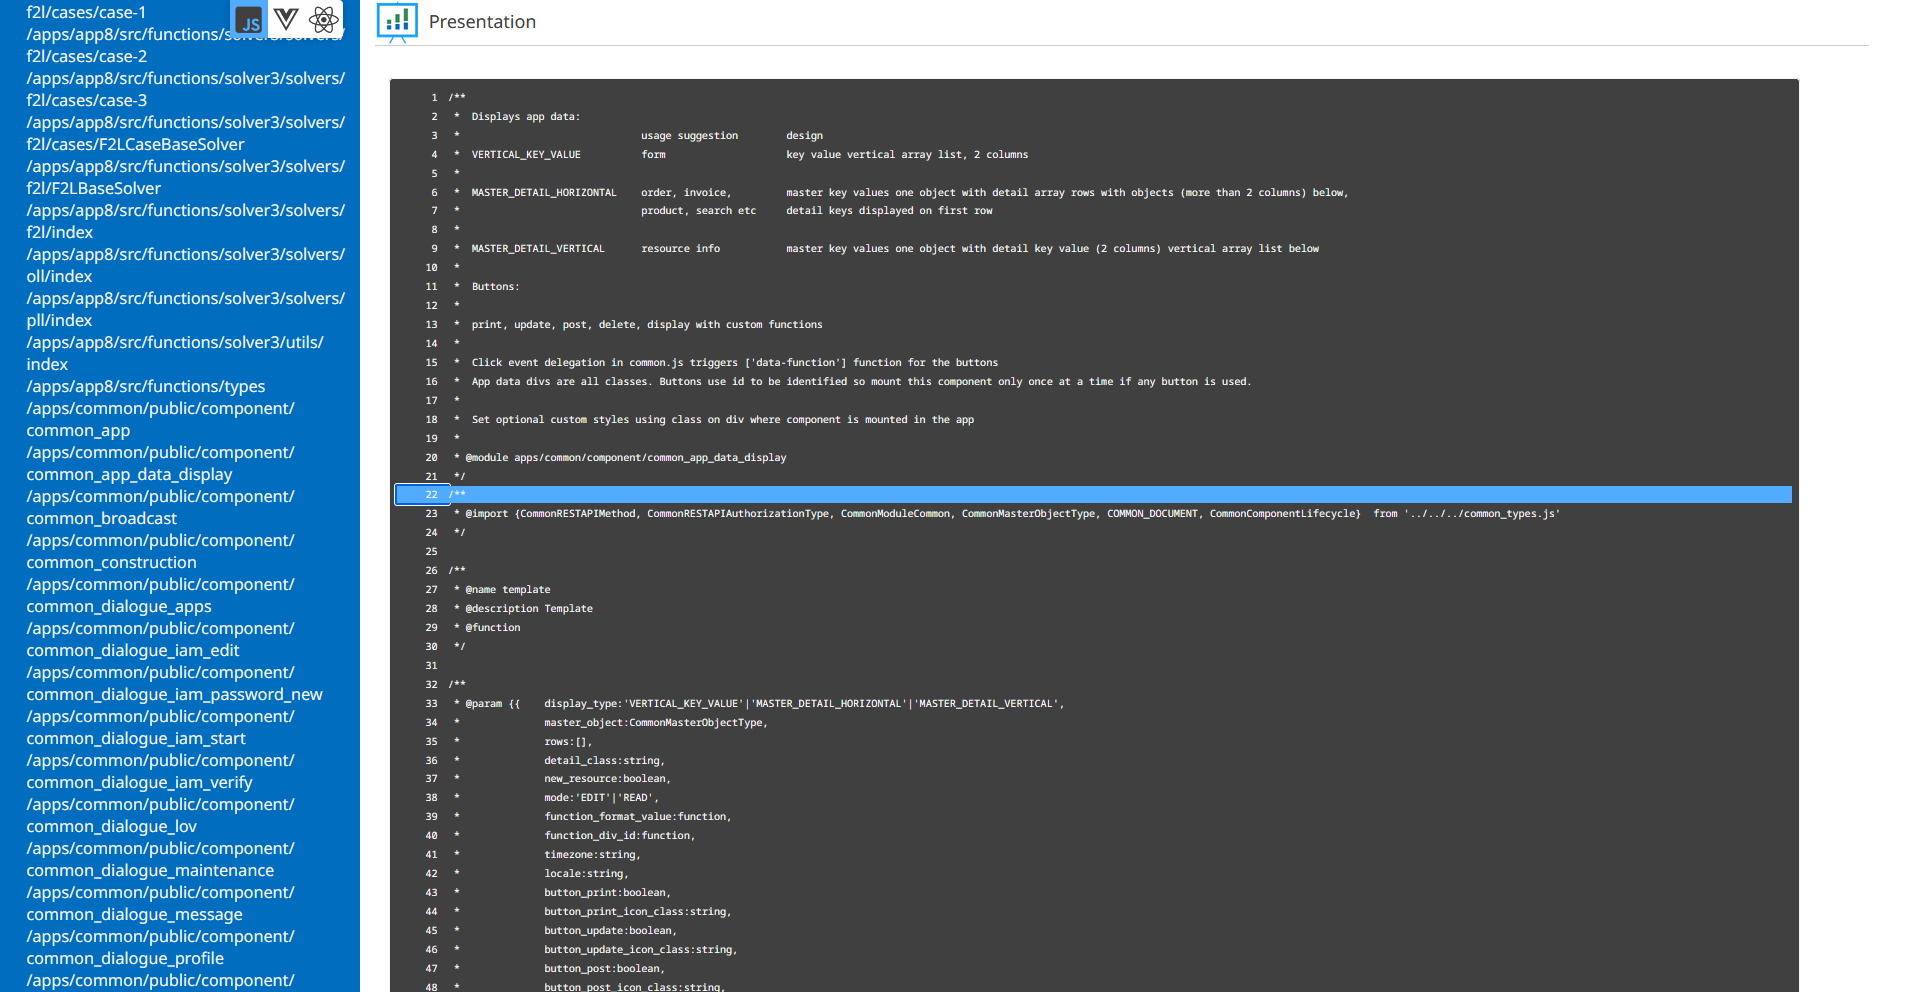 f2l/cases/case-1
/apps/app8/src/functions/solver3/solvers/
f2l/cases/case-2
/apps/app8/src/functions/solver3/solvers/
f2l/cases/case-3
/apps/app8/src/functions/solver3/solvers/
f2l/cases/F2LCaseBaseSolver
/apps/app8/src/functions/solver3/solvers/
f2l/F2LBaseSolver
/apps/app8/src/functions/solver3/solvers/
f2l/index
/apps/app8/src/functions/solver3/solvers/
oll/index
/apps/app8/src/functions/solver3/solvers/
pll/index
/apps/app8/src/functions/solver3/utils/
index
/apps/app8/src/functions/types
/apps/common/public/component/
common_app
/apps/common/public/component/
common_app_data_display
/apps/common/public/component/
common_broadcast
/apps/common/public/component/
common_construction
/apps/common/public/component/
common_dialogue_apps
/apps/common/public/component/
common_dialogue_iam_edit
/apps/common/public/component/
common_dialogue_iam_password_new
/apps/common/public/component/
common_dialogue_iam_start
/apps/common/public/component/
common_dialogue_iam_verify
/apps/common/public/component/
common_dialogue_lov
/apps/common/public/component/
common_dialogue_maintenance
/apps/common/public/component/
common_dialogue_message
/apps/common/public/component/
common_dialogue_profile
/apps/common/public/component/
JS
Presentation
1 /**
2 * Displays app data:
3 * usage suggestion design
4 * VERTICAL_KEY_VALUE form key value vertical array list, 2 columns
5 *
6 * MASTER_DETAIL_HORIZONTAL order, invoice, master key values one object with detail array rows with objects (more than 2 columns) below,
7 * product, search etc detail keys displayed on first row
8 *
9 * MASTER_DETAIL_VERTICAL resource info master key values one object with detail key value (2 columns) vertical array list below
10 *
11 * Buttons:
12 *
13 * print, update, post, delete, display with custom functions
14 *
15 * Click event delegation in common.js triggers ['data-function'] function for the buttons
16 * App data divs are all classes. Buttons use id to be identified so mount this component only once at a time if any button is used.
17 *
18 * Set optional custom styles using class on div where component is mounted in the app
19 *
20 * @module apps/common/component/common_app_data_display
21 */
22 /**
23 * @import {CommonRESTAPIMethod, CommonRESTAPIAuthorizationType, CommonModuleCommon, CommonMasterObjectType, COMMON_DOCUMENT, CommonComponentLifecycle} from '../../../common_types.js'
24 */
25
26 /**
27 * @name template
28 * @description Template
29 * @function
30 */
31
32 /**
33 * @param {{ display_type:'VERTICAL_KEY_VALUE'|'MASTER_DETAIL_HORIZONTAL'|'MASTER_DETAIL_VERTICAL',
34 * master_object:CommonMasterObjectType,
35 * rows:[],
36 * detail_class:string,
37 * new_resource:boolean,
38 * mode:'EDIT'|'READ',
39 * function_format_value:function,
40 * function_div_id:function,
41 * timezone:string,
42 * locale:string,
43 * button_print:boolean,
44 * button_print_icon_class:string,
45 * button_update:boolean,
46 * button_update_icon_class:string,
47 * button_post:boolean,
48 * button_post_icon_class:string,